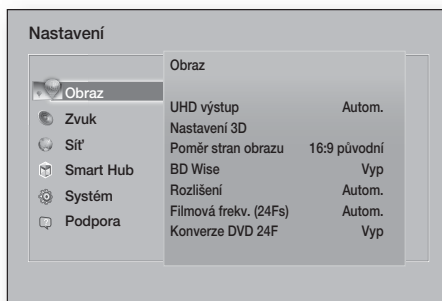 Nastavení
Obraz
Zvuk
Síť
Smart Hub
Systém
Podpora
Obraz
UHD výstup Autom.
Nastavení 3D
Poměr stran obrazu 16:9 původní
BD Wise Vyp
Rozlišení Autom.
Filmová frekv. (24Fs) Autom.
Konverze DVD 24F Vyp